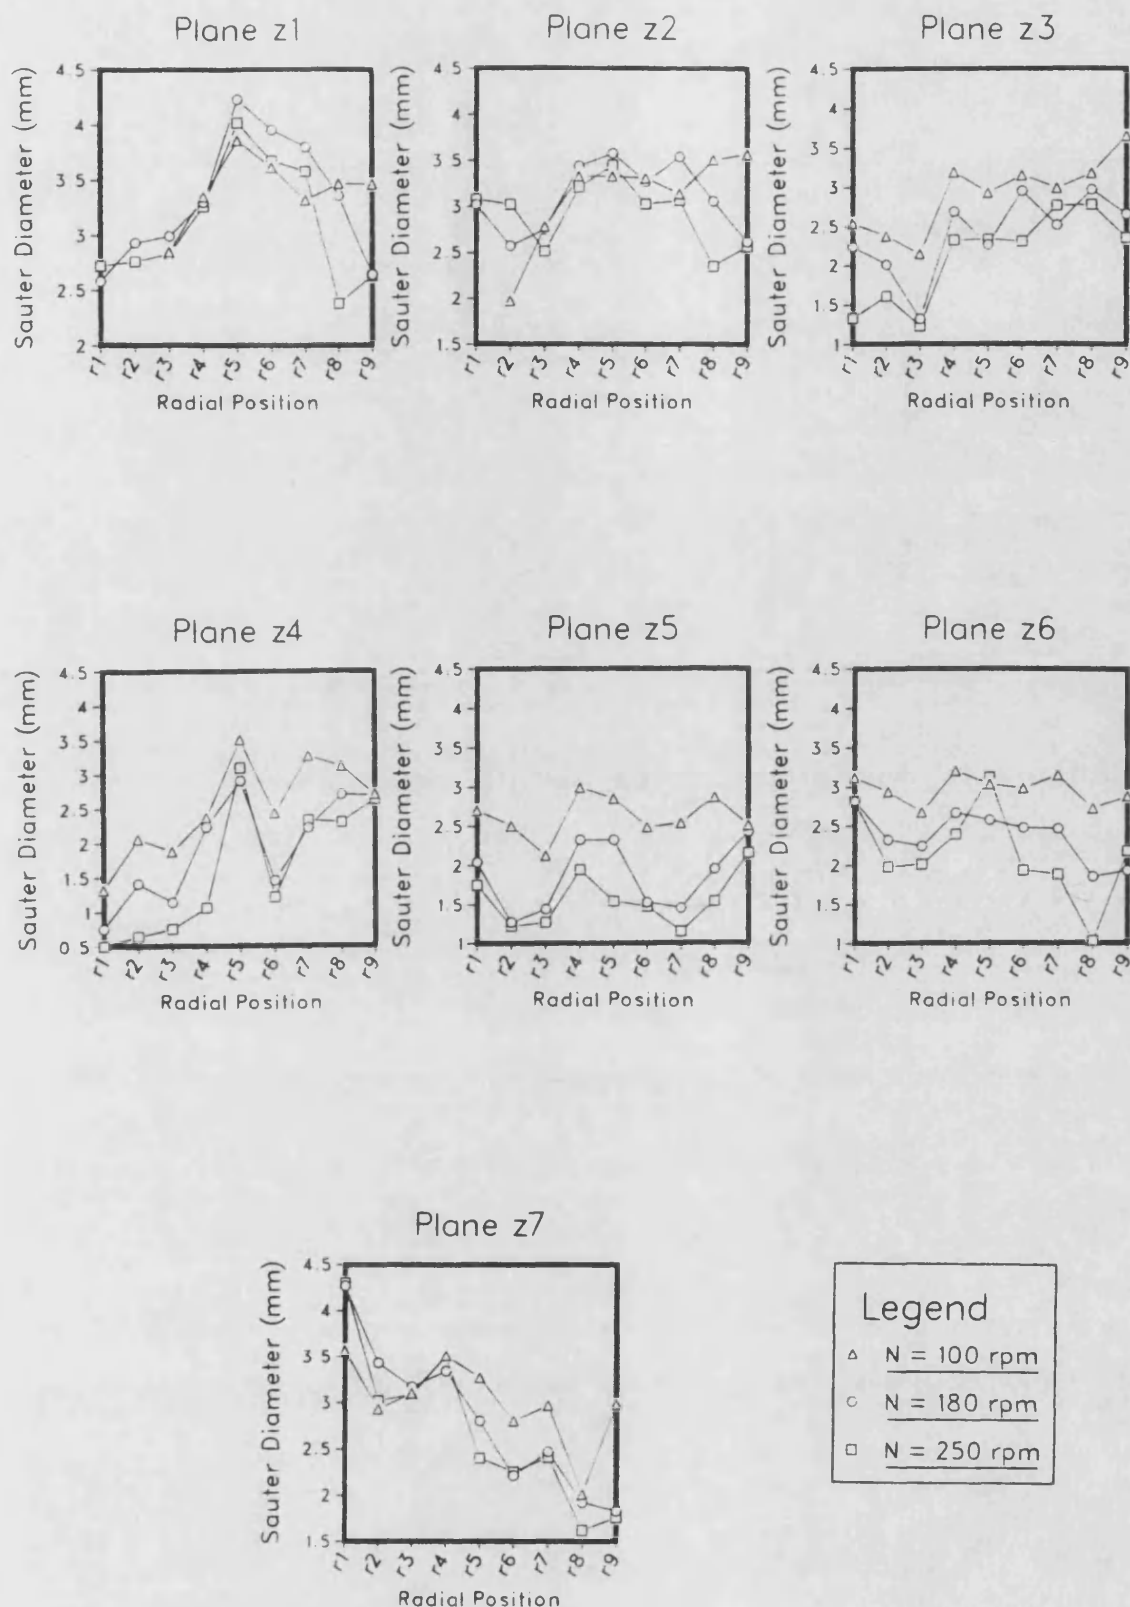 Plane z1
Sauter Diameter (mm)
4.5
4
3.5
3
2.5
2
r1 r2 r3 r4 r5 r6 r7 r8 r9
Radial Position
Plane z2
Sauter Diameter (mm)
4.5
4
3.5
3
2.5
2
1.5
r1 r2 r3 r4 r5 r6 r7 r8 r9
Radial Position
Plane z3
Sauter Diameter (mm)
4.5
4
3 5
3
2.5
2
1.5
1
r1 r2 r3 r4 r5 r6 r7 r8 r9
Radial Position
Plane z4
Sauter Diameter (mm)
4 5
4
3.5
3
2.5
2
1.5
1
0 5
r1 r2 r3 r4 r5 r6 r7 r8 r9
Radial Position
Plane z5
Sauter Diameter (mm)
4.5
4
3 5
3
2.5
2
1.5
1
r1 r2 r3 r4 r5 r6 r7 r8 r9
Radial Position
Plane z6
Sauter Diameter (mm)
4.5
4
3.5
3
2.5
2
1.5
1
r1 r2 r3 r4 r5 r6 r7 r8 r9
Radial Position
Plane z7
Sauter Diameter (mm)
4.5
4
3.5
3
2.5
2
1.5
r1 r2 r3 r4 r5 r6 r7 r8 r9
Radial Position
Legend
N = 100 rpm
N = 180 rpm
N = 250 rpm